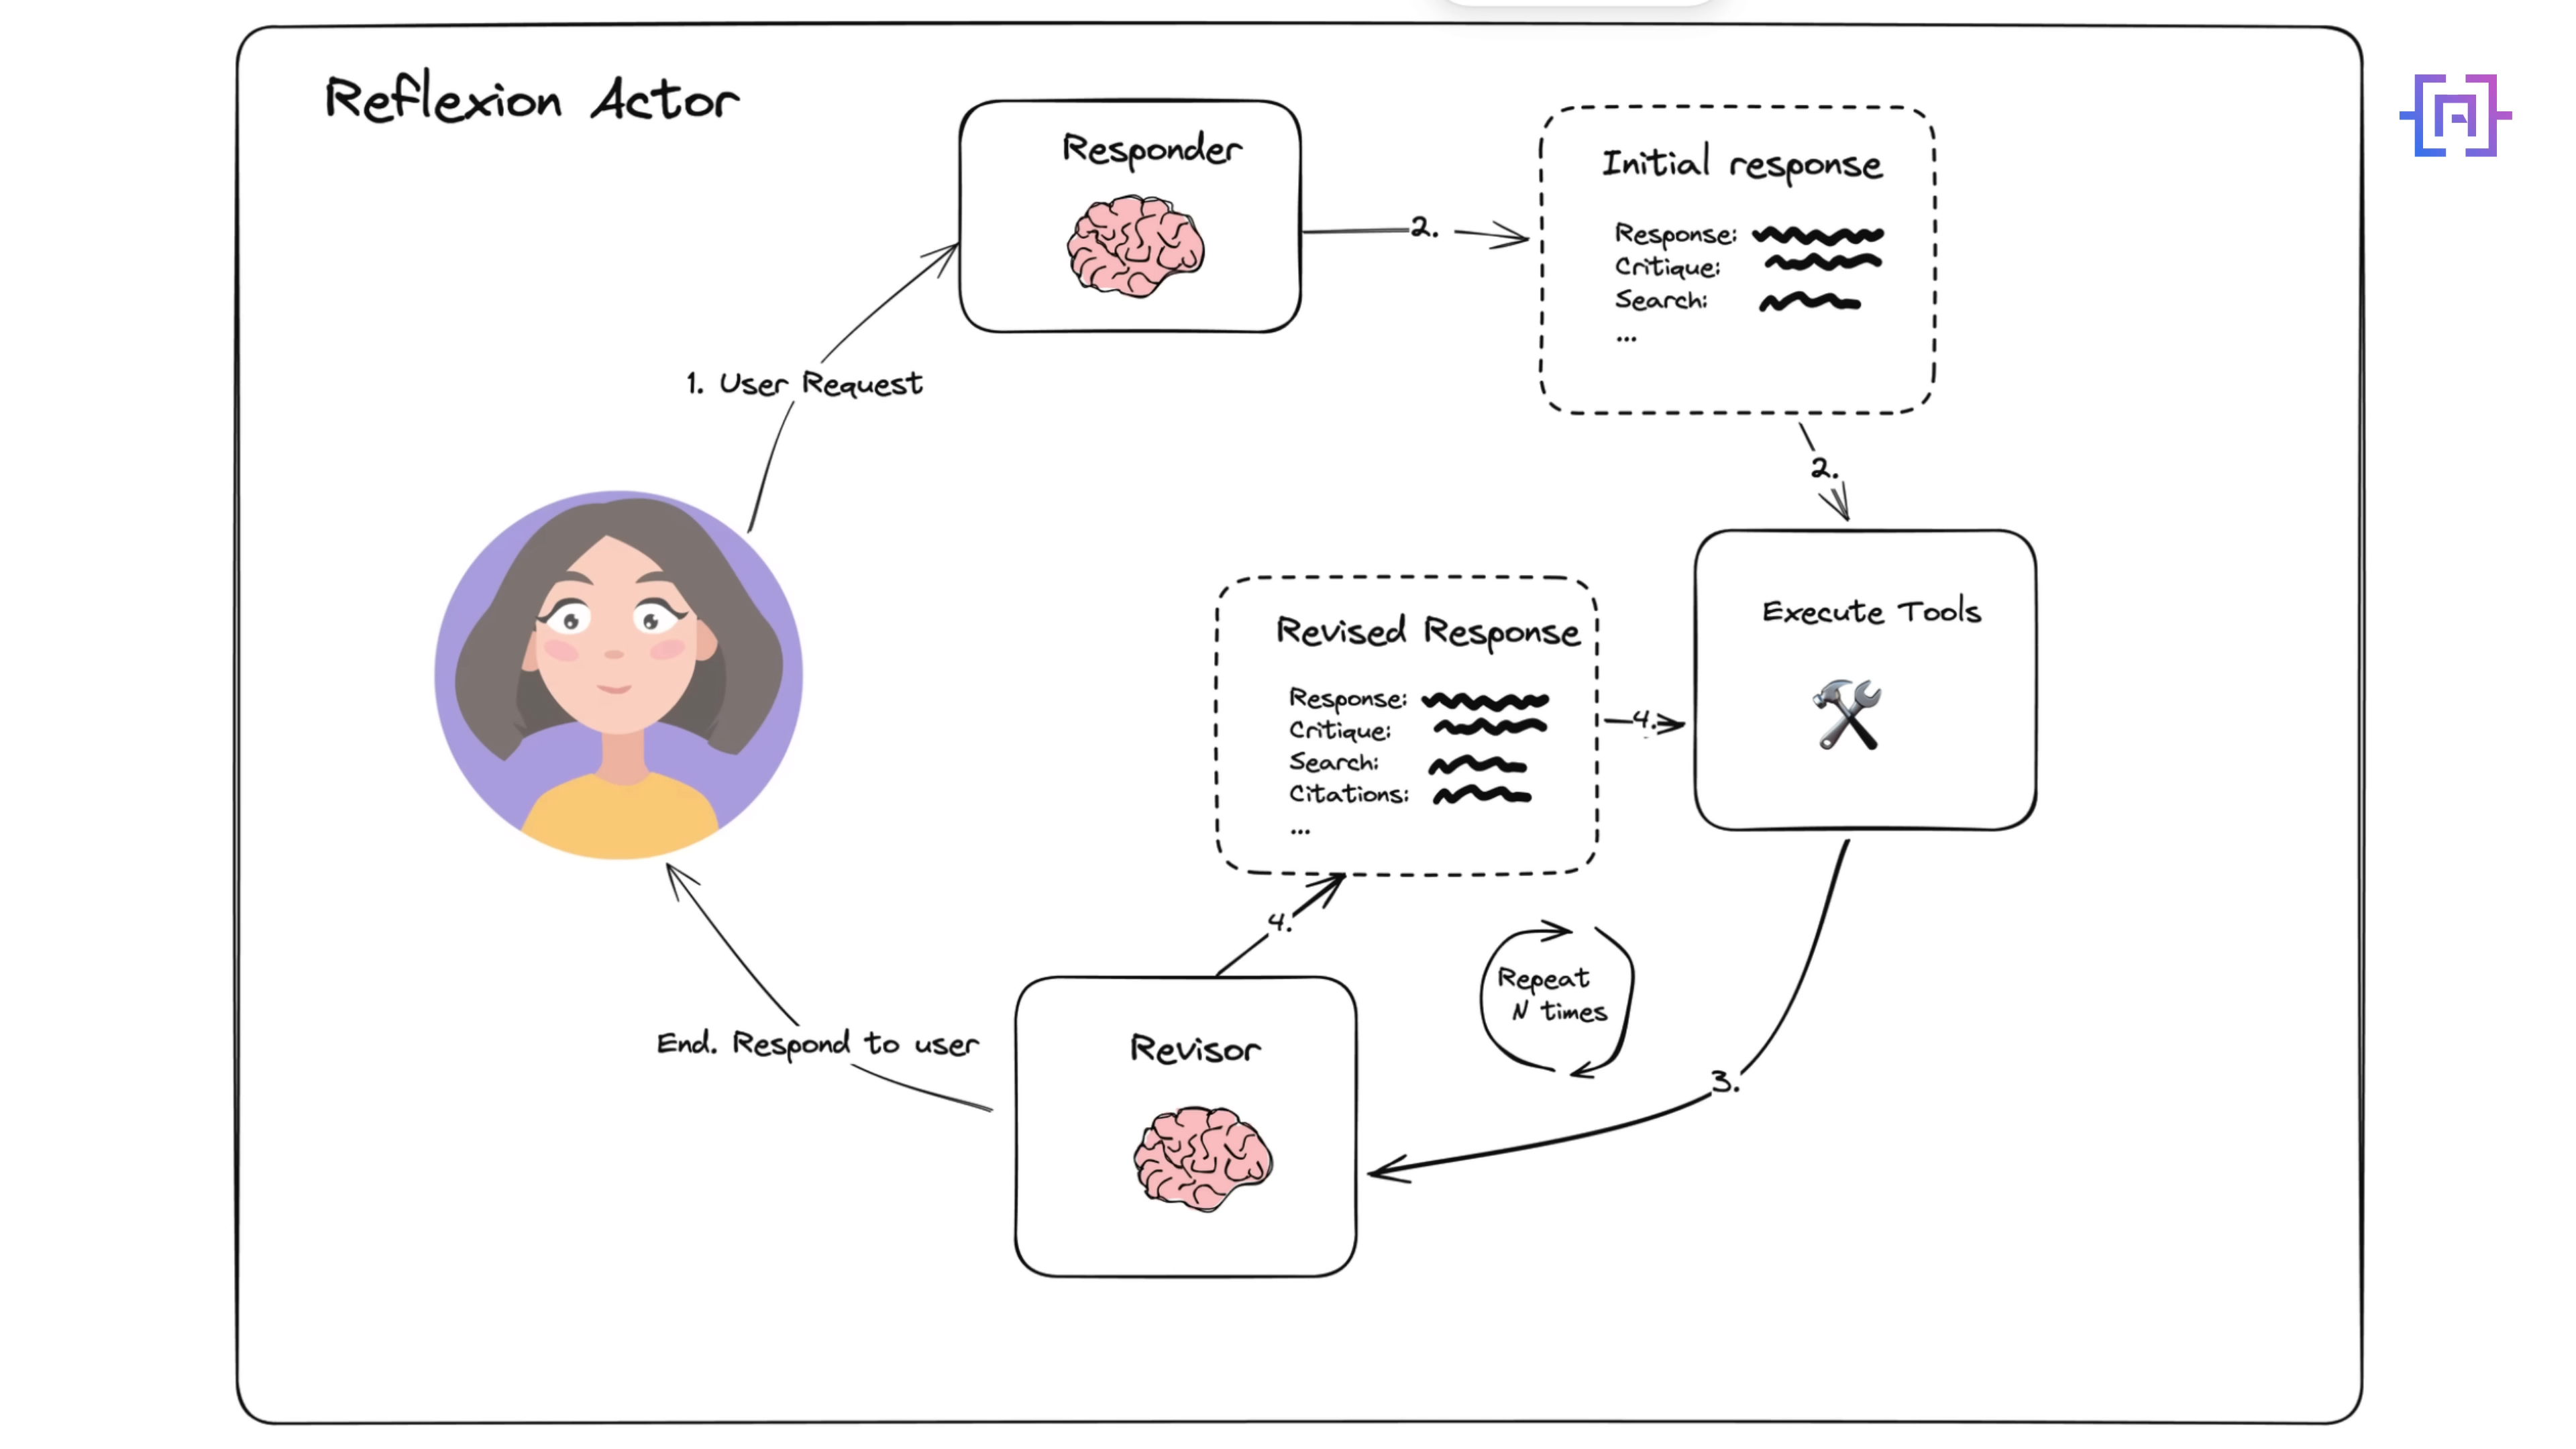 Reflexion Actor
Responder
Initial response
Response:
Critique:
Search:
...
2.
1. User Request
2.
Execute Tools
Revised Response
Response:
Critique:
Search:
Citations:
...
4.
4.
Repeat
N times
3.
Revisor
End. Respond to user